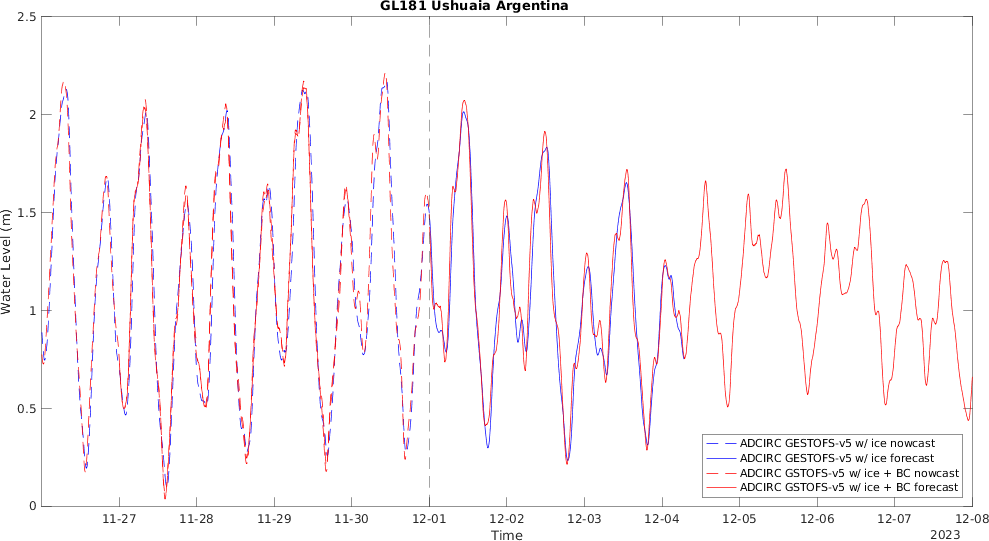 GL181 Ushuaia Argentina
2.5
2
1.5
1
0.5
0
Water Level (m)
11-27
11-28
11-29
11-30
12-01
12-02
12-03
12-04
12-05
12-06
12-07
12-08
Time
2023
ADCIRC GESTOFS-v5 w/ ice nowcast
ADCIRC GESTOFS-v5 w/ ice forecast
ADCIRC GSTOFS-v5 w/ ice + BC nowcast
ADCIRC GSTOFS-v5 w/ ice + BC forecast